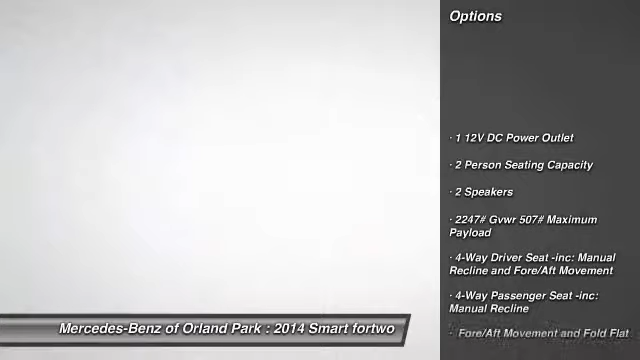 Options
· 1 12V DC Power Outlet
· 2 Person Seating Capacity
· 2 Speakers
· 2247# Gvwr 507# Maximum
Payload
· 4-Way Driver Seat -inc: Manual
Recline and Fore/Aft Movement
· 4-Way Passenger Seat -inc:
Manual Recline
· Fore/Aft Movement and Fold Flat
Mercedes-Benz of Orland Park : 2014 Smart fortwo